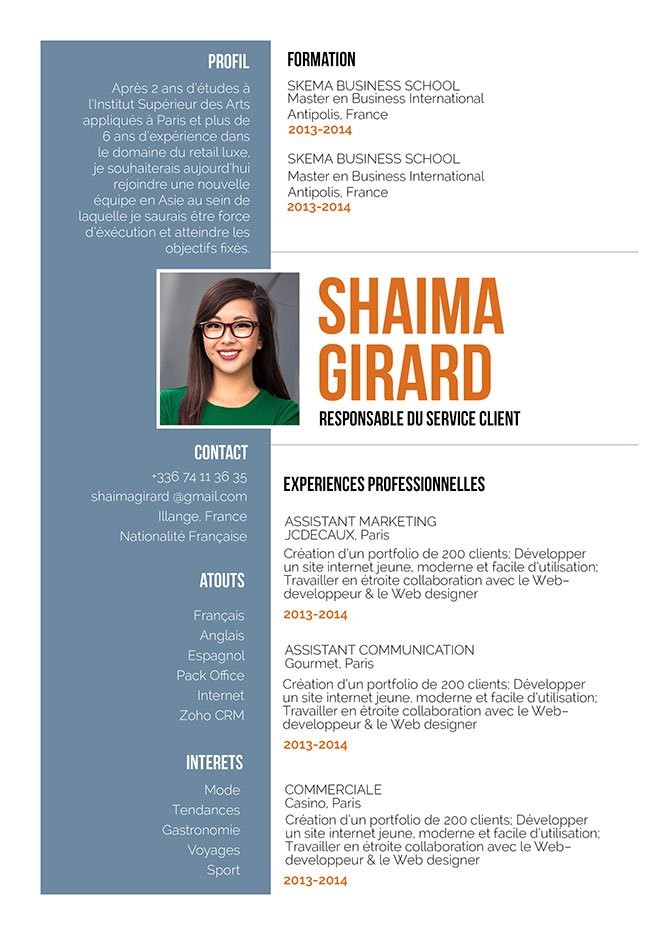 PROFIL
Après 2 ans d'études à
l'Institut Supérieur des Arts
appliqués à Paris et plus de
6 ans d'expérience dans
le domaine du retail luxe,
je souhaiterais aujourd'hui
rejoindre une nouvelle
équipe en Asie au sein de
laquelle je saurais être force
d'éxécution et atteindre les
objectifs fixés.
FORMATION
SKEMA BUSINESS SCHOOL
Master en Business International
Antipolis, France
2013-2014
SKEMA BUSINESS SCHOOL
Master en Business International
Antipolis, France
2013-2014
SHAIMA
GIRARD
RESPONSABLE DU SERVICE CLIENT
CONTACT
+336 74 11 36 35
shaimagirard @gmail.com
Illange, France
Nationalité Française
ATOUTS
Français
Anglais
Espagnol
Pack Office
Internet
Zoho CRM
INTERETS
Mode
Tendances
Gastronomie
Voyages
Sport
EXPERIENCES PROFESSIONNELLES
ASSISTANT MARKETING
JCDECAUX, Paris
Création d'un portfolio de 200 clients; Développer
un site internet jeune, moderne et facile d'utilisation;
Travailler en étroite collaboration avec le Web-
developpeur & le Web designer
2013-2014
ASSISTANT COMMUNICATION
Gourmet, Paris
Création d'un portfolio de 200 clients; Développer
un site internet jeune, moderne et facile d'utilisation;
Travailler en étroite collaboration avec le Web-
developpeur & le Web designer
2013-2014
COMMERCIALE
Casino, Paris
Création d'un portfolio de 200 clients; Développer
un site internet jeune, moderne et facile d'utilisation;
Travailler en étroite collaboration avec le Web-
developpeur & le Web designer
2013-2014